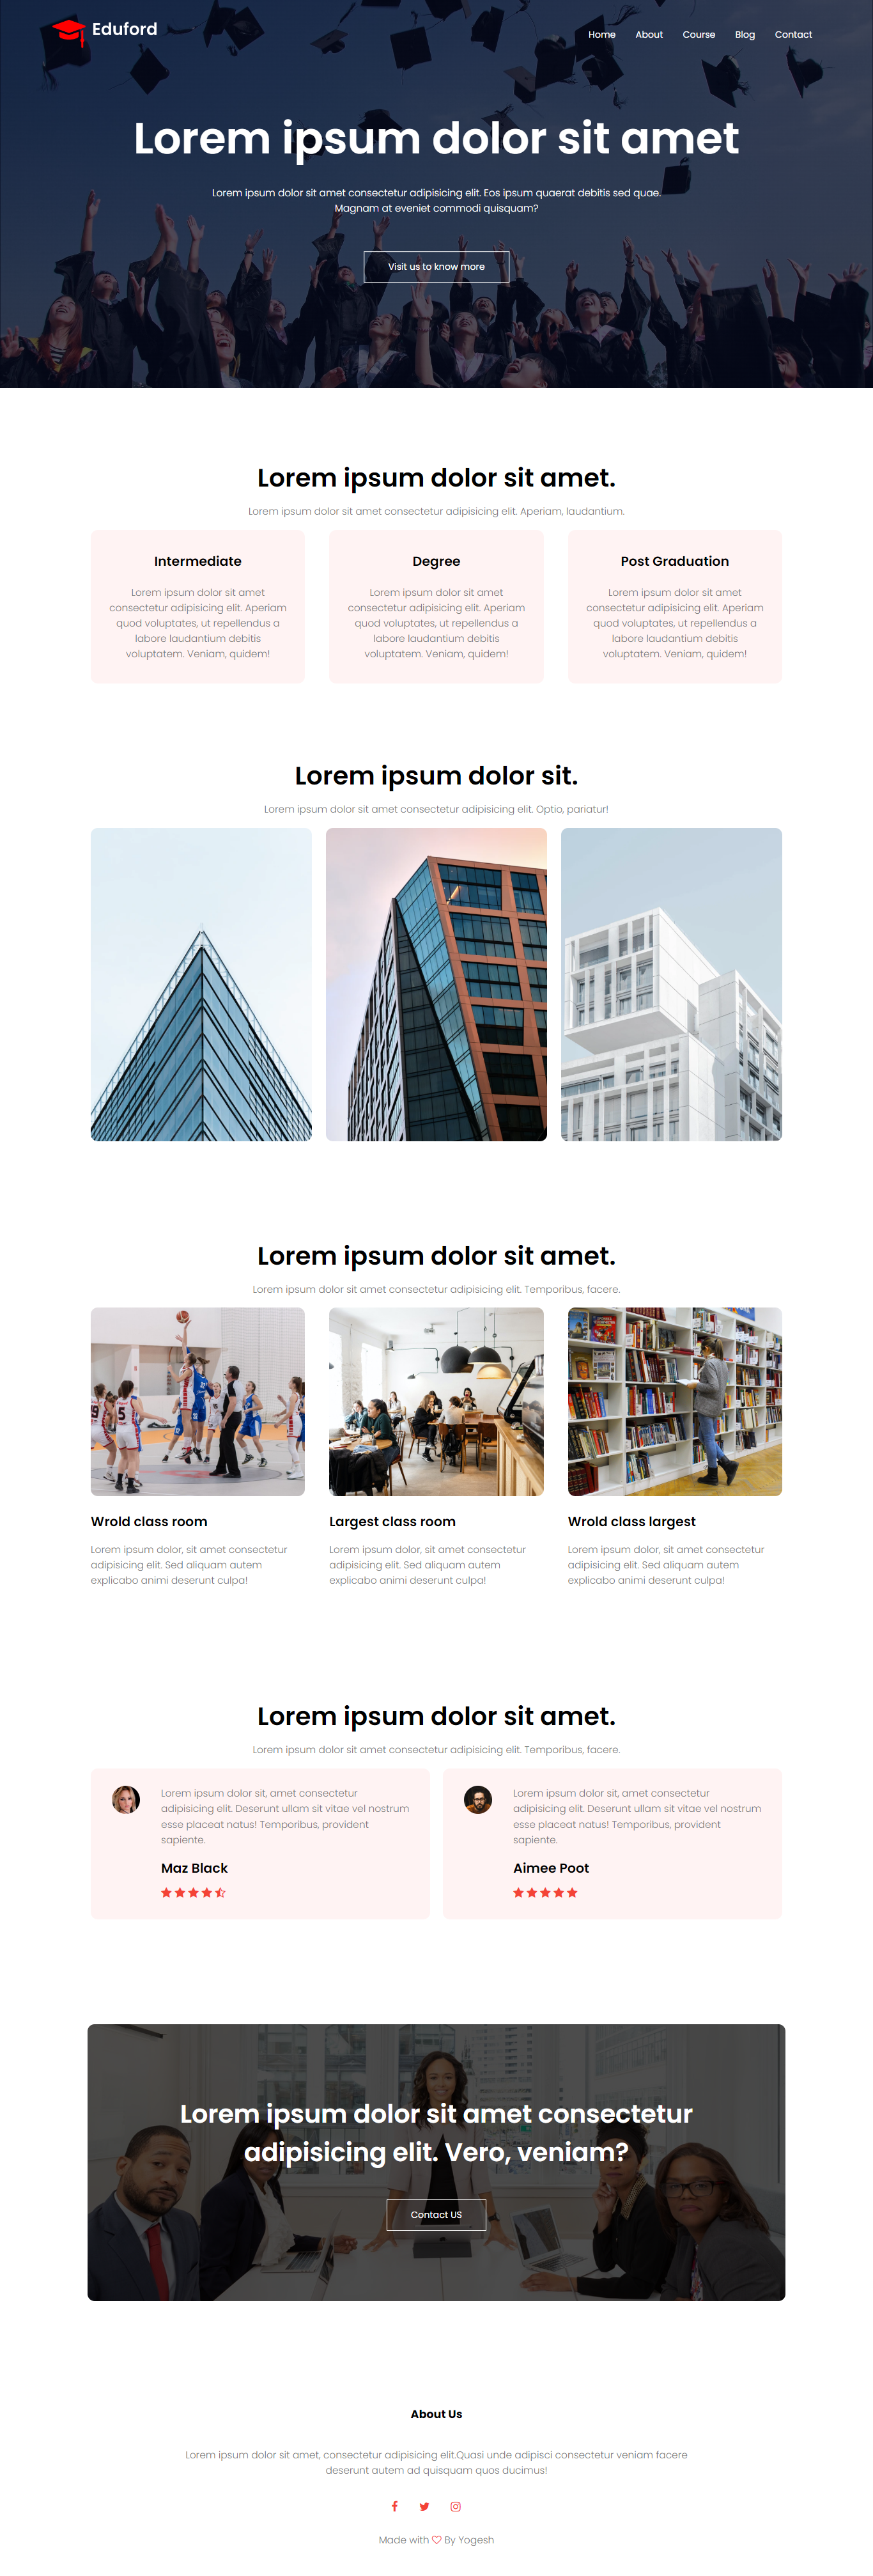 Eduford
Home About Course Blog Contact
Lorem ipsum dolor sit amet
Lorem ipsum dolor sit amet consectetur adipisicing elit. Eos ipsum quaerat debitis sed quae.
Magnam at eveniet commodi quisquam?
Visit us to know more
Lorem ipsum dolor sit amet.
Lorem ipsum dolor sit amet consectetur adipisicing elit. Aperiam, laudantium.
Intermediate
Lorem ipsum dolor sit amet
consectetur adipisicing elit. Aperiam
quod voluptates, ut repellendus a
labore laudantium debitis
voluptatem. Veniam, quidem!
Degree
Lorem ipsum dolor sit amet
consectetur adipisicing elit. Aperiam
quod voluptates, ut repellendus a
labore laudantium debitis
voluptatem. Veniam, quidem!
Post Graduation
Lorem ipsum dolor sit amet
consectetur adipisicing elit. Aperiam
quod voluptates, ut repellendus a
labore laudantium debitis
voluptatem. Veniam, quidem!
Lorem ipsum dolor sit.
Lorem ipsum dolor sit amet consectetur adipisicing elit. Optio, pariatur!
Lorem ipsum dolor sit amet.
Lorem ipsum dolor sit amet consectetur adipisicing elit. Temporibus, facere.
Wrold class room
Lorem ipsum dolor, sit amet consectetur
adipisicing elit. Sed aliquam autem
explicabo animi deserunt culpa!
Largest class room
Lorem ipsum dolor, sit amet consectetur
adipisicing elit. Sed aliquam autem
explicabo animi deserunt culpa!
Wrold class largest
Lorem ipsum dolor, sit amet consectetur
adipisicing elit. Sed aliquam autem
explicabo animi deserunt culpa!
Lorem ipsum dolor sit amet.
Lorem ipsum dolor sit amet consectetur adipisicing elit. Temporibus, facere.
Lorem ipsum dolor sit, amet consectetur
adipisicing elit. Deserunt ullam sit vitae vel nostrum
esse placeat natus! Temporibus, provident
sapiente.
Maz Black
Lorem ipsum dolor sit, amet consectetur
adipisicing elit. Deserunt ullam sit vitae vel nostrum
esse placeat natus! Temporibus, provident
sapiente.
Aimee Poot
Lorem ipsum dolor sit amet consectetur
adipisicing elit. Vero, veniam?
Contact US
About Us
Lorem ipsum dolor sit amet, consectetur adipisicing elit.Quasi unde adipisci consectetur veniam facere
deserunt autem ad quisquam quos ducimus!
Made with ♡ By Yogesh